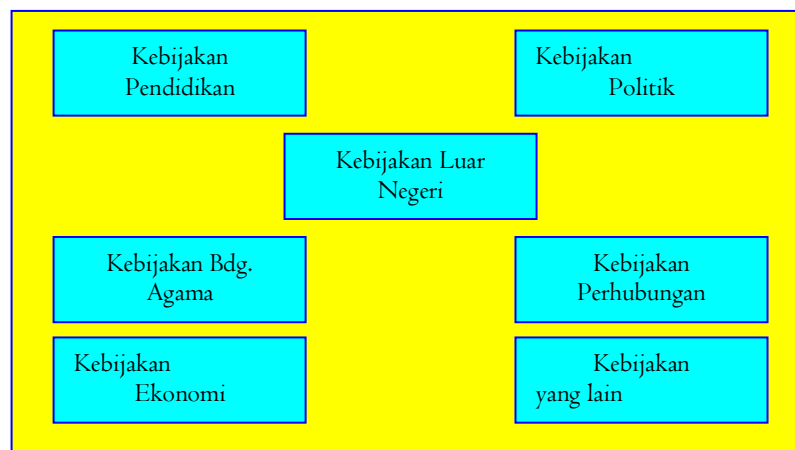 Kebijakan
Pendidikan
Kebijakan
Politik
Kebijakan Luar
Negeri
Kebijakan Bdg.
Agama
Kebijakan
Perhubungan
Kebijakan
Ekonomi
Kebijakan
yang lain